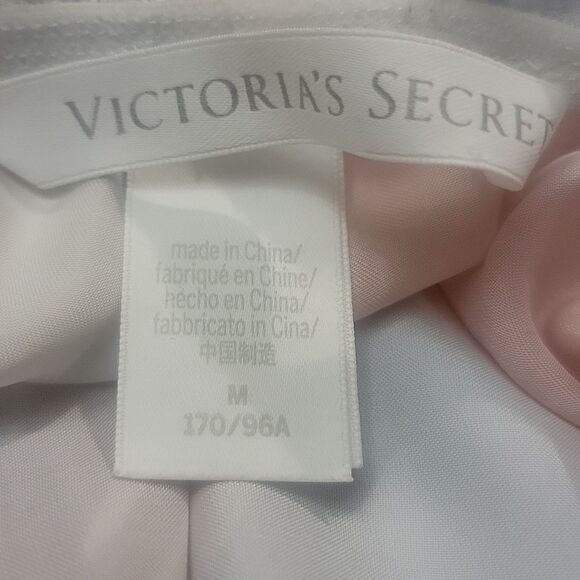 VICTORIA'S SECRET
made in China/
fabriqué en Chine/
hecho en China/
fabbricato in Cina/
中国制造
M
170/96A